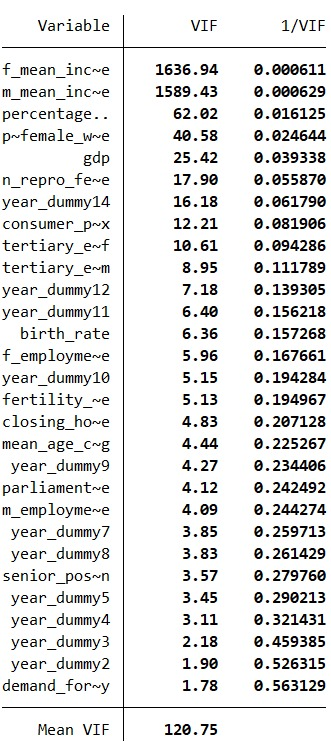 Variable VIF 1/VIF
f_mean_inc~e 1636.94 0.000611
m_mean_inc~e 1589.43 0.000629
percentage.. 62.02 0.016125
p~female_w~e 40.58 0.024644
gdp 25.42 0.039338
n_repro_fe~e 17.90 0.055870
year_dummy14 16.18 0.061790
consumer_p~x 12.21 0.081906
tertiary_e~f 10.61 0.094286
tertiary_e~m 8.95 0.111789
year_dummy12 7.18 0.139305
year_dummy11 6.40 0.156218
birth_rate 6.36 0.157268
f_employme~e 5.96 0.167661
year_dummy10 5.15 0.194284
fertility_~e 5.13 0.194967
closing_ho~e 4.83 0.207128
mean_age_c~g 4.44 0.225267
year_dummy9 4.27 0.234406
parliament~e 4.12 0.242492
m_employme~e 4.09 0.244274
year_dummy7 3.85 0.259713
year_dummy8 3.83 0.261429
senior_pos~n 3.57 0.279760
year_dummy5 3.45 0.290213
year_dummy4 3.11 0.321431
year_dummy3 2.18 0.459385
year_dummy2 1.90 0.526315
demand_for~y 1.78 0.563129
Mean VIF 120.75